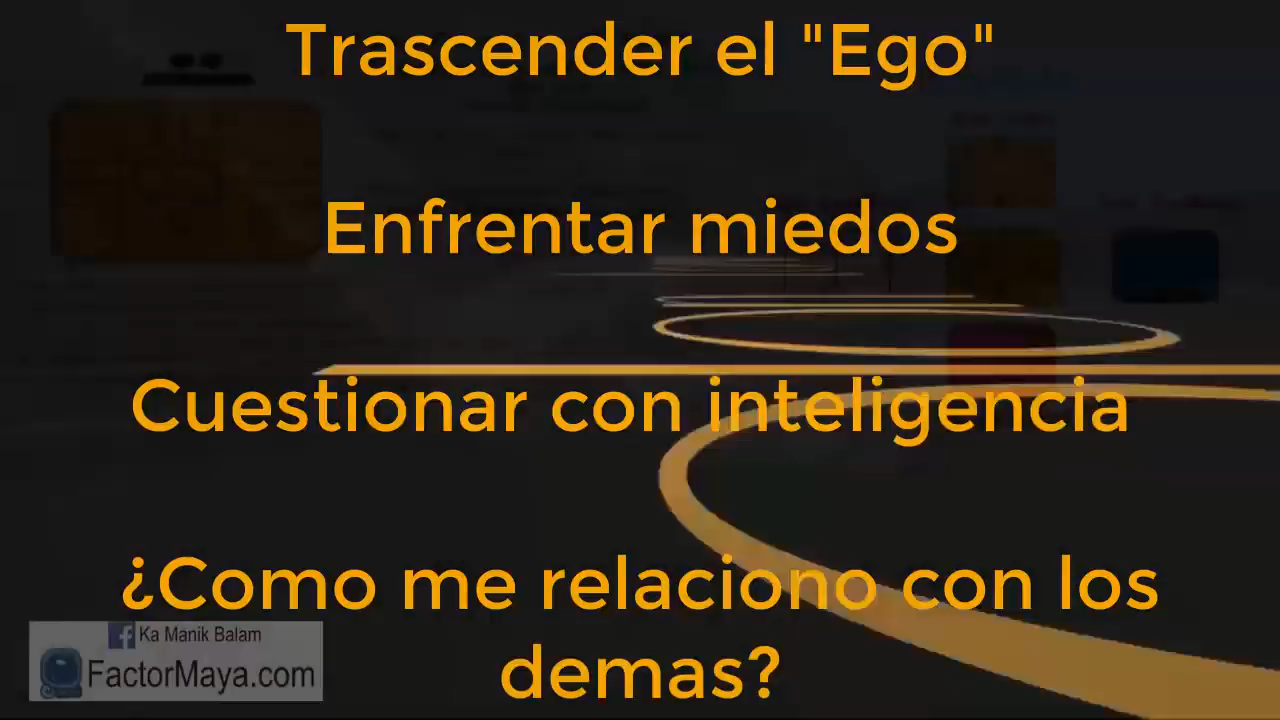 Trascender el "Ego"
Enfrentar miedos
Cuestionar con inteligencia
¿Como me relaciono con los
demas?
Ka Manik Balam
FactorMaya.com